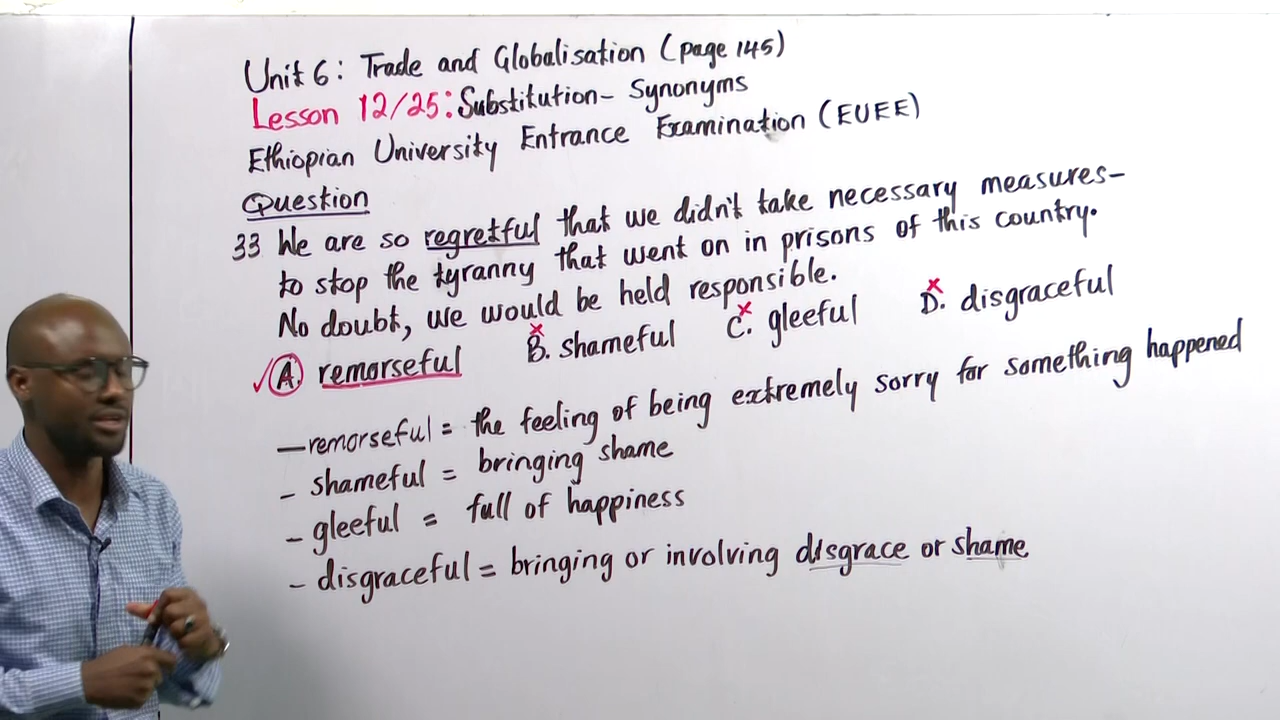 Unit 6: Trade and Globalisation (page 145)
Lesson 12/25: Substitution- Synonyms
Ethiopian University Entrance Examination (EUEE)
Question
33 We are so regretful that we didn't take necessary measures-
to stop the tyranny that went on in prisons of this country.
No doubt, we would be held responsible.
A. remorseful B. shameful C. gleeful D. disgraceful
- remorseful = the feeling of being extremely sorry for something happened
- shameful = bringing shame
- gleeful = full of happiness
- disgraceful = bringing or involving disgrace or shame